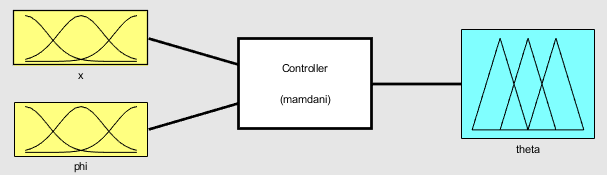 x
Controller
(mamdani)
phi
theta